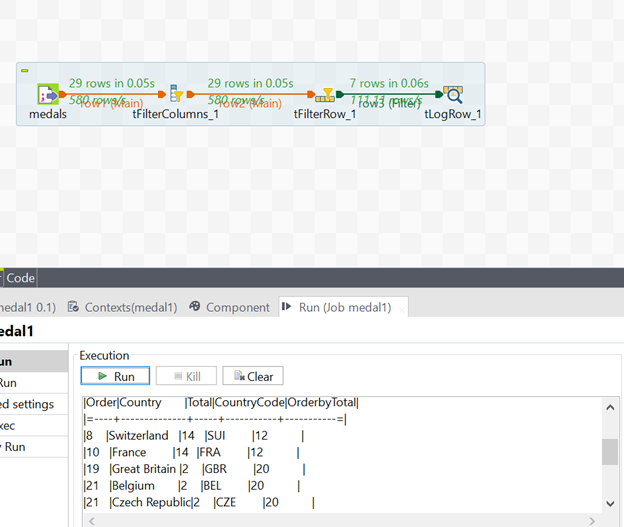 29 rows in 0.05s
580 rows/s
row1 (Main)
29 rows in 0.05s
580 rows/s
row2 (Main)
7 rows in 0.06s
111.11 rows/s
row3 (Filter)
medals
tFilterColumns_1
tFilterRow_1
tLogRow_1
Code
medal1 0.1)
Contexts(medal1)
Component
Run (Job medal1)
edal1
un
Run
ed settings
xec
Run
Execution
Run
Kill
Clear
|Order|Country |Total|CountryCode|OrderbyTotal|
|=----+--------------+-----+-----------+-----------=|
|8 |Switzerland |14 |SUI |12 |
|10 |France |14 |FRA |12 |
|19 |Great Britain |2 |GBR |20 |
|21 |Belgium |2 |BEL |20 |
|21 |Czech Republic|2 |CZE |20 |